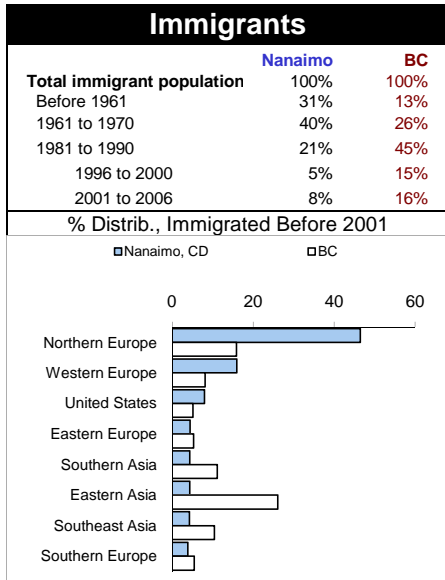 Immigrants
Nanaimo BC
Total immigrant population 100% 100%
Before 1961 31% 13%
1961 to 1970 40% 26%
1981 to 1990 21% 45%
1996 to 2000 5% 15%
2001 to 2006 8% 16%
% Distrib., Immigrated Before 2001
Nanaimo, CD BC
0 20 40 60
Northern Europe
Western Europe
United States
Eastern Europe
Southern Asia
Eastern Asia
Southeast Asia
Southern Europe